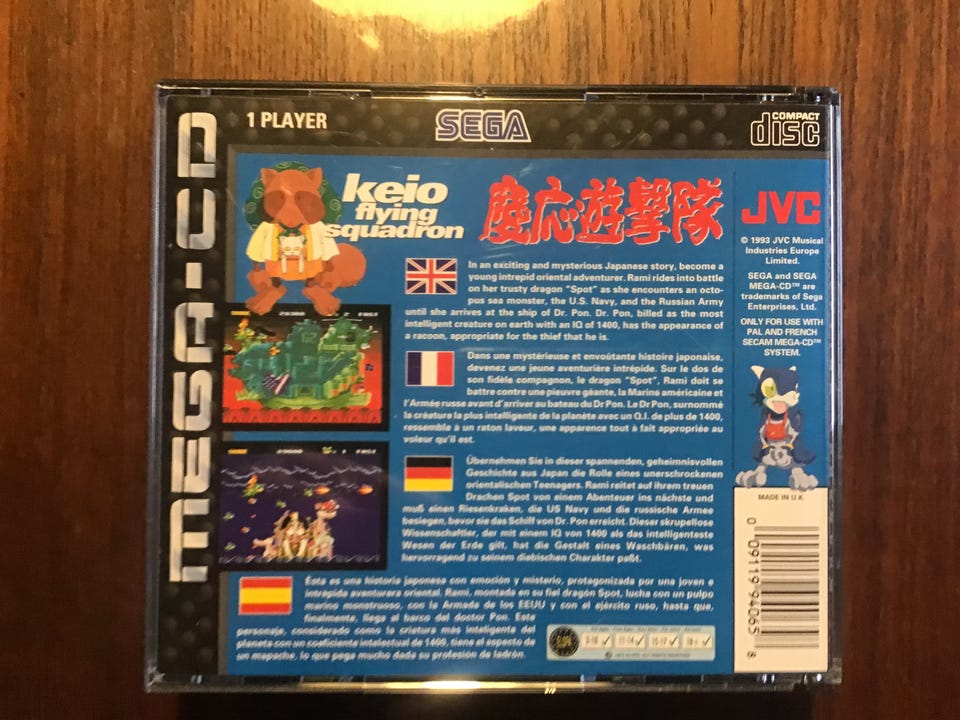 1 PLAYER
SEGA
COMPACT
disc
MEGA-CD
keio
flying
squadron
慶応遊撃隊
JVC
© 1993 JVC Musical
Industries Europe
Limited.
SEGA and SEGA
MEGA-CD™ are
trademarks of Sega
Enterprises, Ltd.
ONLY FOR USE WITH
PAL AND FRENCH
SECAM MEGA-CD™
SYSTEM.
In an exciting and mysterious Japanese story, become a
young intrepid oriental adventurer. Rami rides into battle
on her trusty dragon "Spot" as she encounters an octo-
pus sea monster, the U.S. Navy, and the Russian Army
until she arrives at the ship of Dr. Pon. Dr. Pon, billed as the most
intelligent creature on earth with an IQ of 1400, has the appearance of
a racoon, appropriate for the thief that he is.
Dans une mystérieuse et envoûtante histoire japonaise,
devenez une jeune aventurière intrépide. Sur le dos de
son fidèle compagnon, le dragon "Spot", Rami doit se
battre contre une pieuvre géante, la Marine américaine et
l'Armée russe avant d'arriver au bateau du Dr Pon. Le Dr Pon, surnommé
la créature la plus intelligente de la planète avec un Q.I. de plus de 1400,
ressemble à un raton laveur, une apparence tout à fait appropriée au
voleur qu'il est.
Übernehmen Sie in dieser spannenden, geheimnisvollen
Geschichte aus Japan die Rolle eines unerschrockenen
orientalischen Teenagers. Rami reitet auf ihrem treuen
Drachen Spot von einem Abenteuer ins nächste und
muß einen Riesenkraken, die US Navy und die russische Armee
besiegen, bevor sie das Schiff von Dr. Pon erreicht. Dieser skrupellose
Wissenschaftler, der mit einem IQ von 1400 als das intelligenteste
Wesen der Erde gilt, hat die Gestalt eines Waschbären, was
hervorragend zu seinem diebischen Charakter paßt.
Esta es una historia japonesa con emoción y misterio, protagonizada por una joven e
intrépida aventurera oriental. Rami, montada en su fiel dragón Spot, lucha con un pulpo
marino monstruoso, con la Armada de los EEUU y con el ejército ruso, hasta que,
finalmente, llega al barco del doctor Pon. Este
personaje, considerado como la criatura más inteligente del
planeta con un coeficiente intelectual de 1400, tiene el aspecto de
un mapache, lo que pega mucho dada su profesión de ladrón.
MADE IN U.K.
0 09119-94065 8